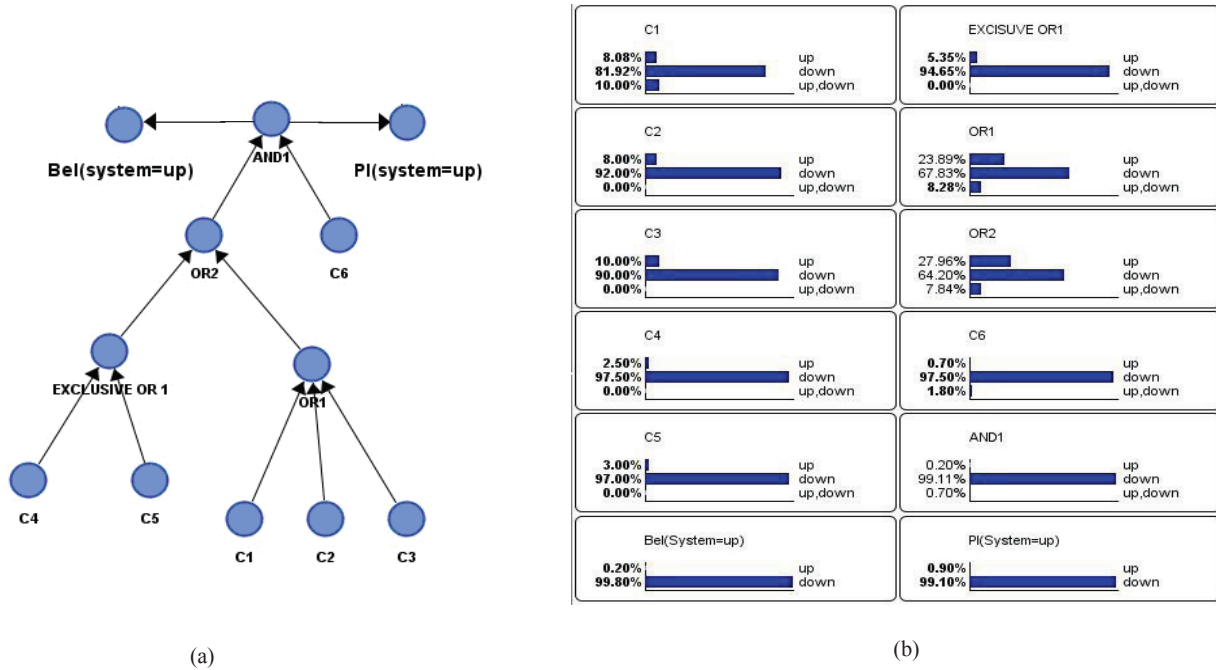 AND1
Bel(system=up)
Pl(system=up)
OR2
C6
EXCLUSIVE OR 1
OR1
C4
C5
C1
C2
C3
(a)
C1
8.08% up
81.92% down
10.00% up,down
EXCISUVE OR1
5.35% up
94.65% down
0.00% up,down
C2
8.00% up
92.00% down
0.00% up,down
OR1
23.89% up
67.83% down
8.28% up,down
C3
10.00% up
90.00% down
0.00% up,down
OR2
27.96% up
64.20% down
7.84% up,down
C4
2.50% up
97.50% down
0.00% up,down
C6
0.70% up
97.50% down
1.80% up,down
C5
3.00% up
97.00% down
0.00% up,down
AND1
0.20% up
99.11% down
0.70% up,down
Bel(System=up)
0.20% up
99.80% down
Pl(System=up)
0.90% up
99.10% down
(b)